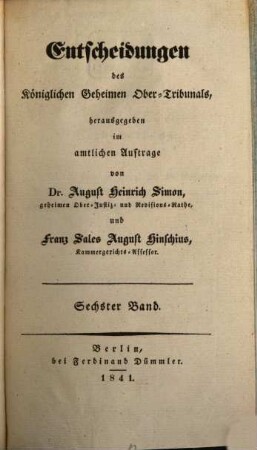 Entscheidungen
des
Königlichen Geheimen Ober-Tribunals,
herausgegeben
im
amtlichen Auftrage
von
Dr. August Heinrich Simon,
geheimen Ober-Justiz- und Revisions-Rathe,
und
Franz Sales August Hinschius,
Kammergerichts-Assessor.
Sechster Band.
Berlin,
bei Ferdinand Dümmler.
1841.